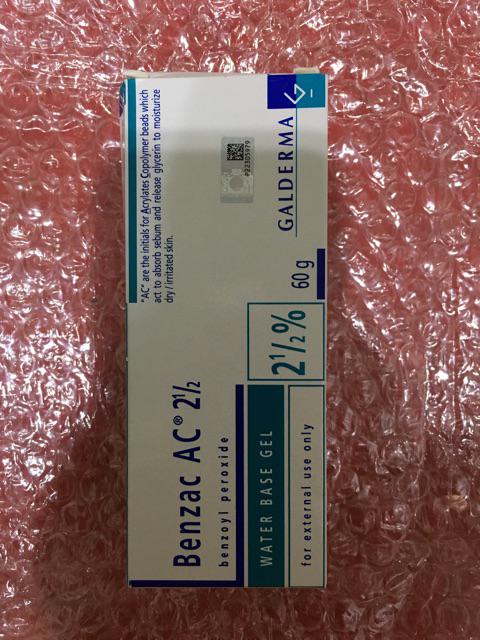 "AC" are the initials for Acrylates Copolymer beads which
act to absorb sebum and release glycerin to moisturize
dry / irritated skin.
#22305979
GALDERMA
Benzac AC® 2½
benzoyl peroxide
60 g
WATER BASE GEL
2½%
for external use only